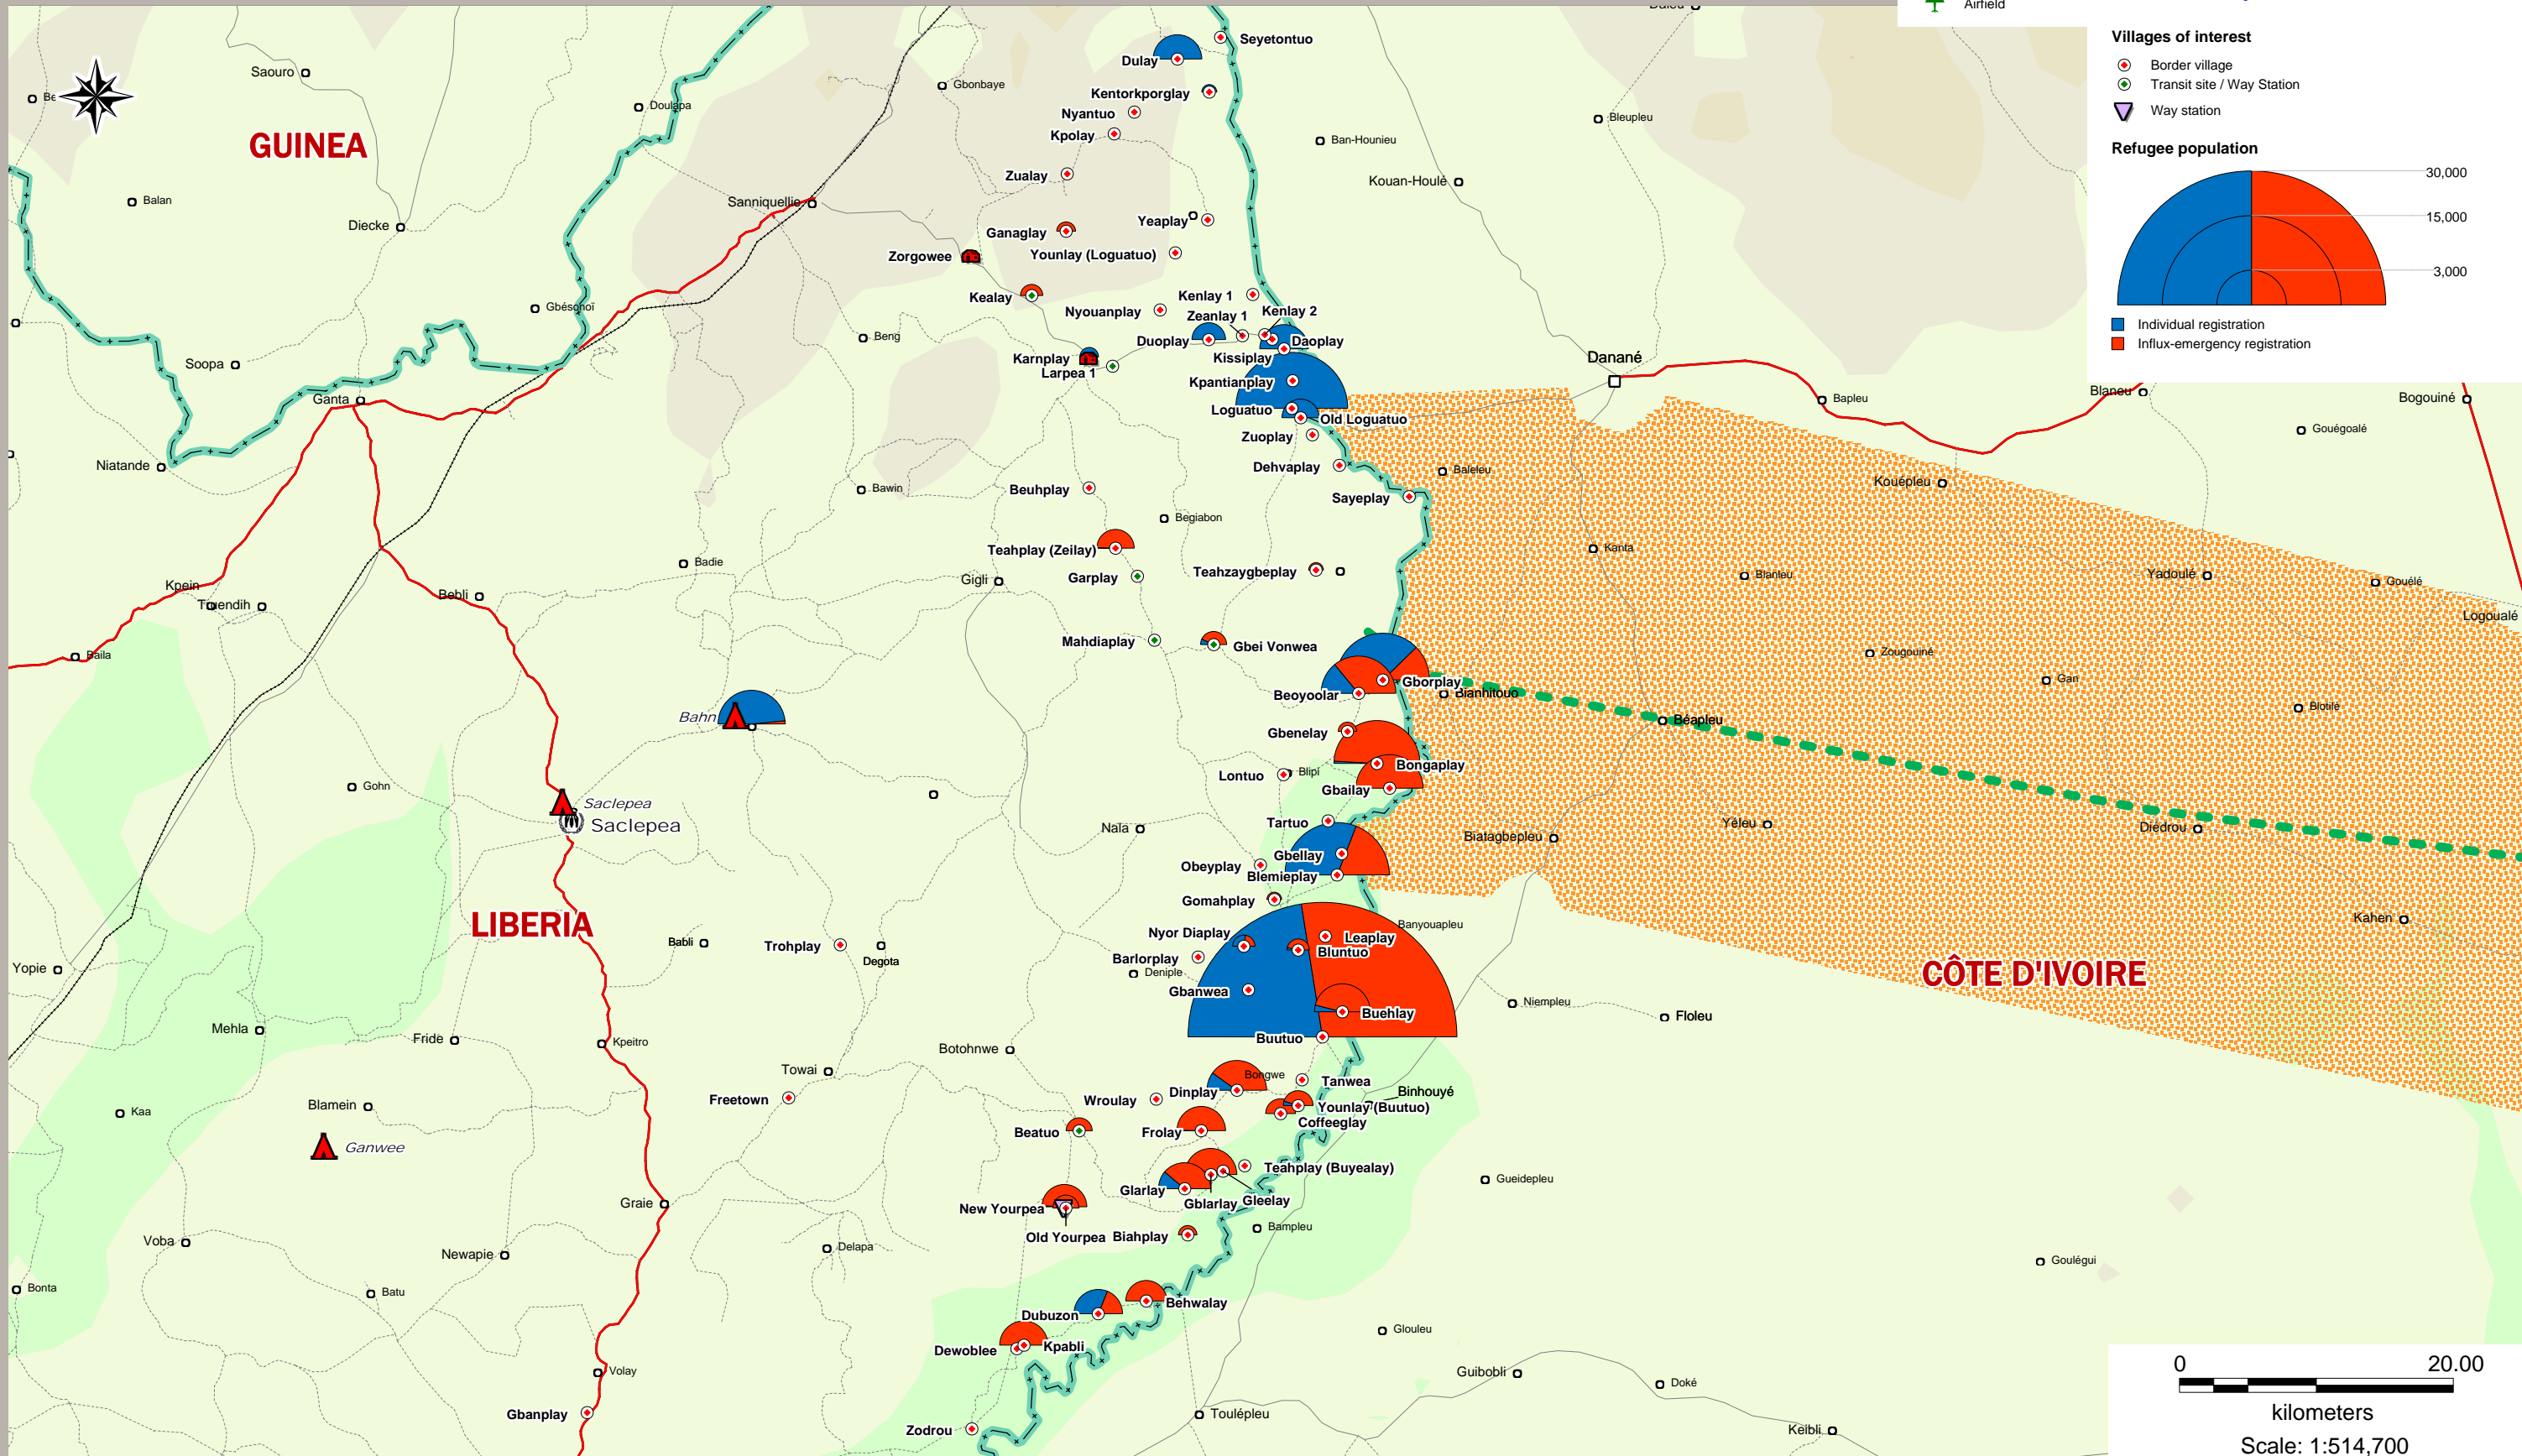 Airfield
Villages of interest
Border village
Transit site / Way Station
Way station
Refugee population
30,000
15,000
3,000
Individual registration
Influx-emergency registration
GUINEA
LIBERIA
CÔTE D'IVOIRE
Seyetontuo
Dulay
Saouro
Gbonbaye
Kentorkporglay
Doulapa
Nyantuo
Bleupleu
Kpolay
Ban-Hounieu
Zualay
Kouan-Houlé
Balan
Sanniquellie
Diecke
Yeaplay
Ganaglay
Younlay (Loguatuo)
Zorgowee
Kealay
Kenlay 1
Gbésohoï
Nyouanplay
Zeanlay 1
Kenlay 2
Beng
Duoplay
Daoplay
Karnplay
Kissiplay
Danané
Soopa
Larpea 1
Kpantianplay
Blaneu
Ganta
Bapleu
Bogouiné
Loguatuo
Old Loguatuo
Gouégoalé
Zuoplay
Niatande
Dehvaplay
Baleleu
Kouépleu
Bawin
Beuhplay
Sayeplay
Begiabon
Teahplay (Zeilay)
Kanta
Badie
Teahzaygbeplay
Gigli
Garplay
Blanleu
Yadoulé
Gouélé
Kpein
Bebli
Logoualé
Mahdiaplay
Gbei Vonwea
Baila
Zougouiné
Gborplay
Gan
Beoyoolar
Bianhitouo
Blotilé
Bahn
Béapleu
Gbenelay
Bongaplay
Lontuo
Blipi
Gohn
Gbailay
Saclepea
Saclepea
Tartuo
Naïa
Biatagbepleu
Yéleu
Diédrou
Gbellay
Obeyplay
Blemieplay
Gomahplay
Kahen
Banyouapleu
Nyor Diaplay
Leaplay
Babli
Trohplay
Bluntuo
Degota
Barlorplay
Deniple
Yopie
Gbanwea
Niempleu
Buehlay
Floleu
Mehla
Fride
Kpeitro
Buutuo
Botohnwe
Towai
Bongwe
Tanwea
Dinplay
Binhouyé
Freetown
Wroulay
Younlay (Buutuo)
Blamein
Kaa
Coffeeglay
Beatuo
Frolay
Ganwee
Teahplay (Buyealay)
Gueidepleu
Glarlay
Gblarlay
Gleelay
Graie
New Yourpea
Bampleu
Old Yourpea
Biahplay
Voba
Newapie
Delapa
Goulégui
Bonta
Batu
Behwalay
Dubuzon
Glouleu
Kpabli
Dewoblee
Volay
Guibobli
Doké
Gbanplay
Toulépleu
Zodrou
Keibli
0
20.00
kilometers
Scale: 1:514,700